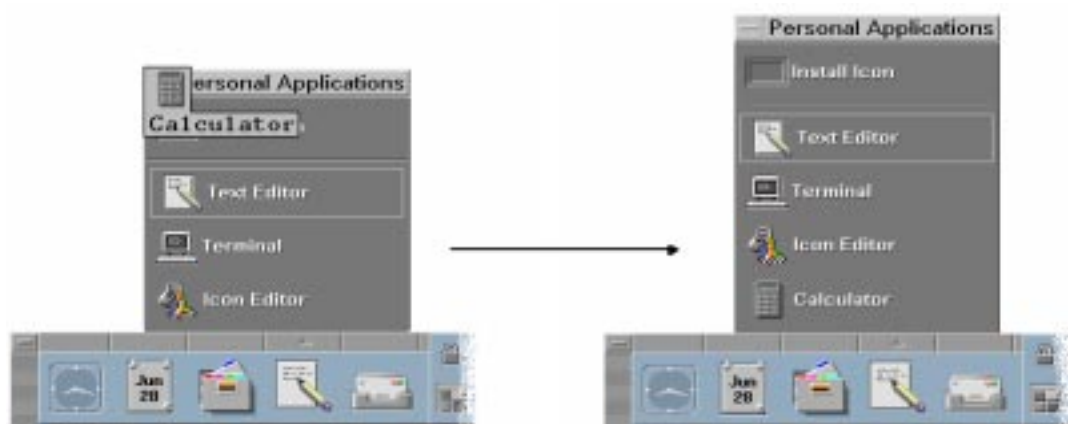 ersonal Applications
Calculator
Text Editor
Terminal
Icon Editor
Jun
28
Personal Applications
Install Icon
Text Editor
Terminal
Icon Editor
Calculator
Jun
28